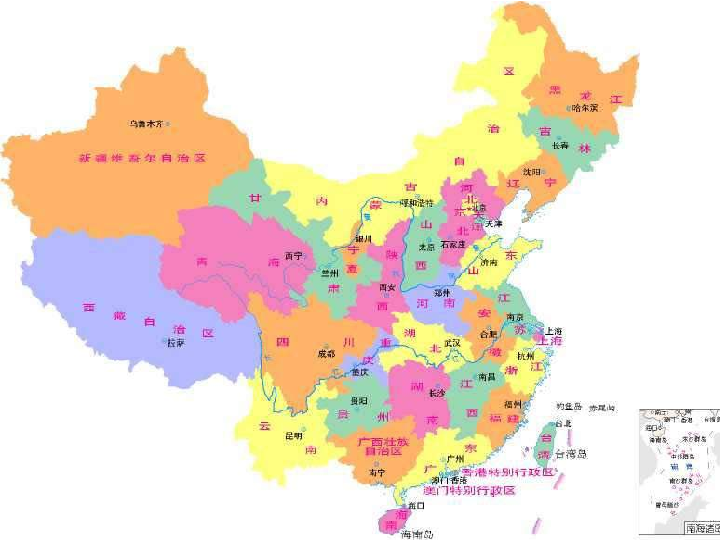 黑龙江
哈尔滨
吉林
长春
沈阳
辽宁
内蒙古自治区
呼和浩特
乌鲁木齐
新疆维吾尔自治区
甘肃
兰州
青海
西宁
宁夏
银川
陕西
西安
山西
太原
河北
石家庄
北京
北京
天津
天津
山东
济南
郑州
河南
江苏
南京
上海
上海
安徽
合肥
浙江
杭州
西藏自治区
拉萨
四川
成都
重庆
重庆
湖北
武汉
湖南
长沙
江西
南昌
福建
福州
贵州
贵阳
云南
昆明
广西壮族
自治区
南宁
广东
广州
香港
香港特别行政区
澳门
澳门特别行政区
海口
海南
海南岛
台湾
台北
台湾岛
钓鱼岛
赤尾屿
南海诸岛